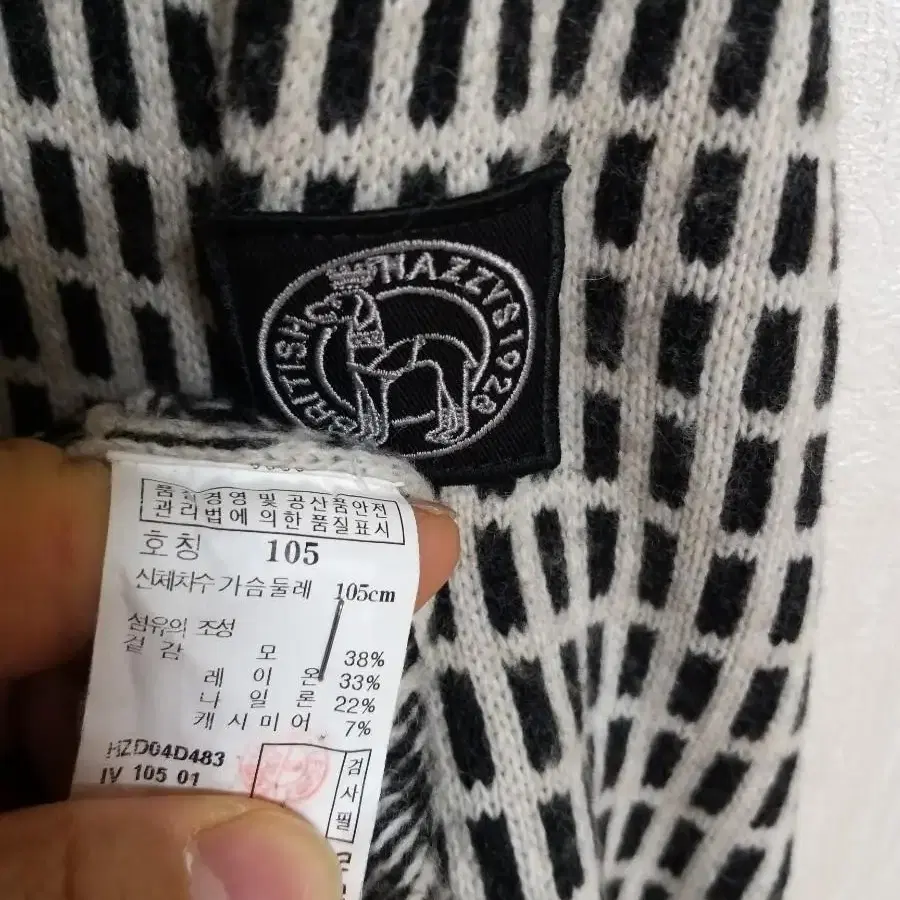 BRITISH HAZZYS 1928
품질경영 및 공산품안전
관리법에 의한 품질표시
호칭 105
신체치수 가슴둘레 105cm
섬유의 조성
겉감 모 38%
레이온 33%
나일론 22%
캐시미어 7%
HZD04D483
IV 105 01
검사필